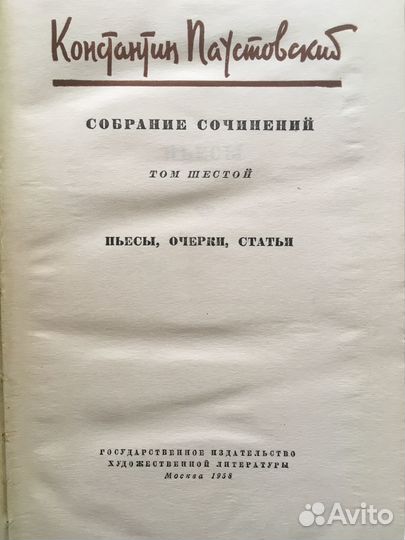 Константин Паустовский
СОБРАНИЕ СОЧИНЕНИЙ
ТОМ ШЕСТОЙ
ПЬЕСЫ, ОЧЕРКИ, СТАТЬИ
ГОСУДАРСТВЕННОЕ ИЗДАТЕЛЬСТВО
ХУДОЖЕСТВЕННОЙ ЛИТЕРАТУРЫ
Москва 1958
Avito